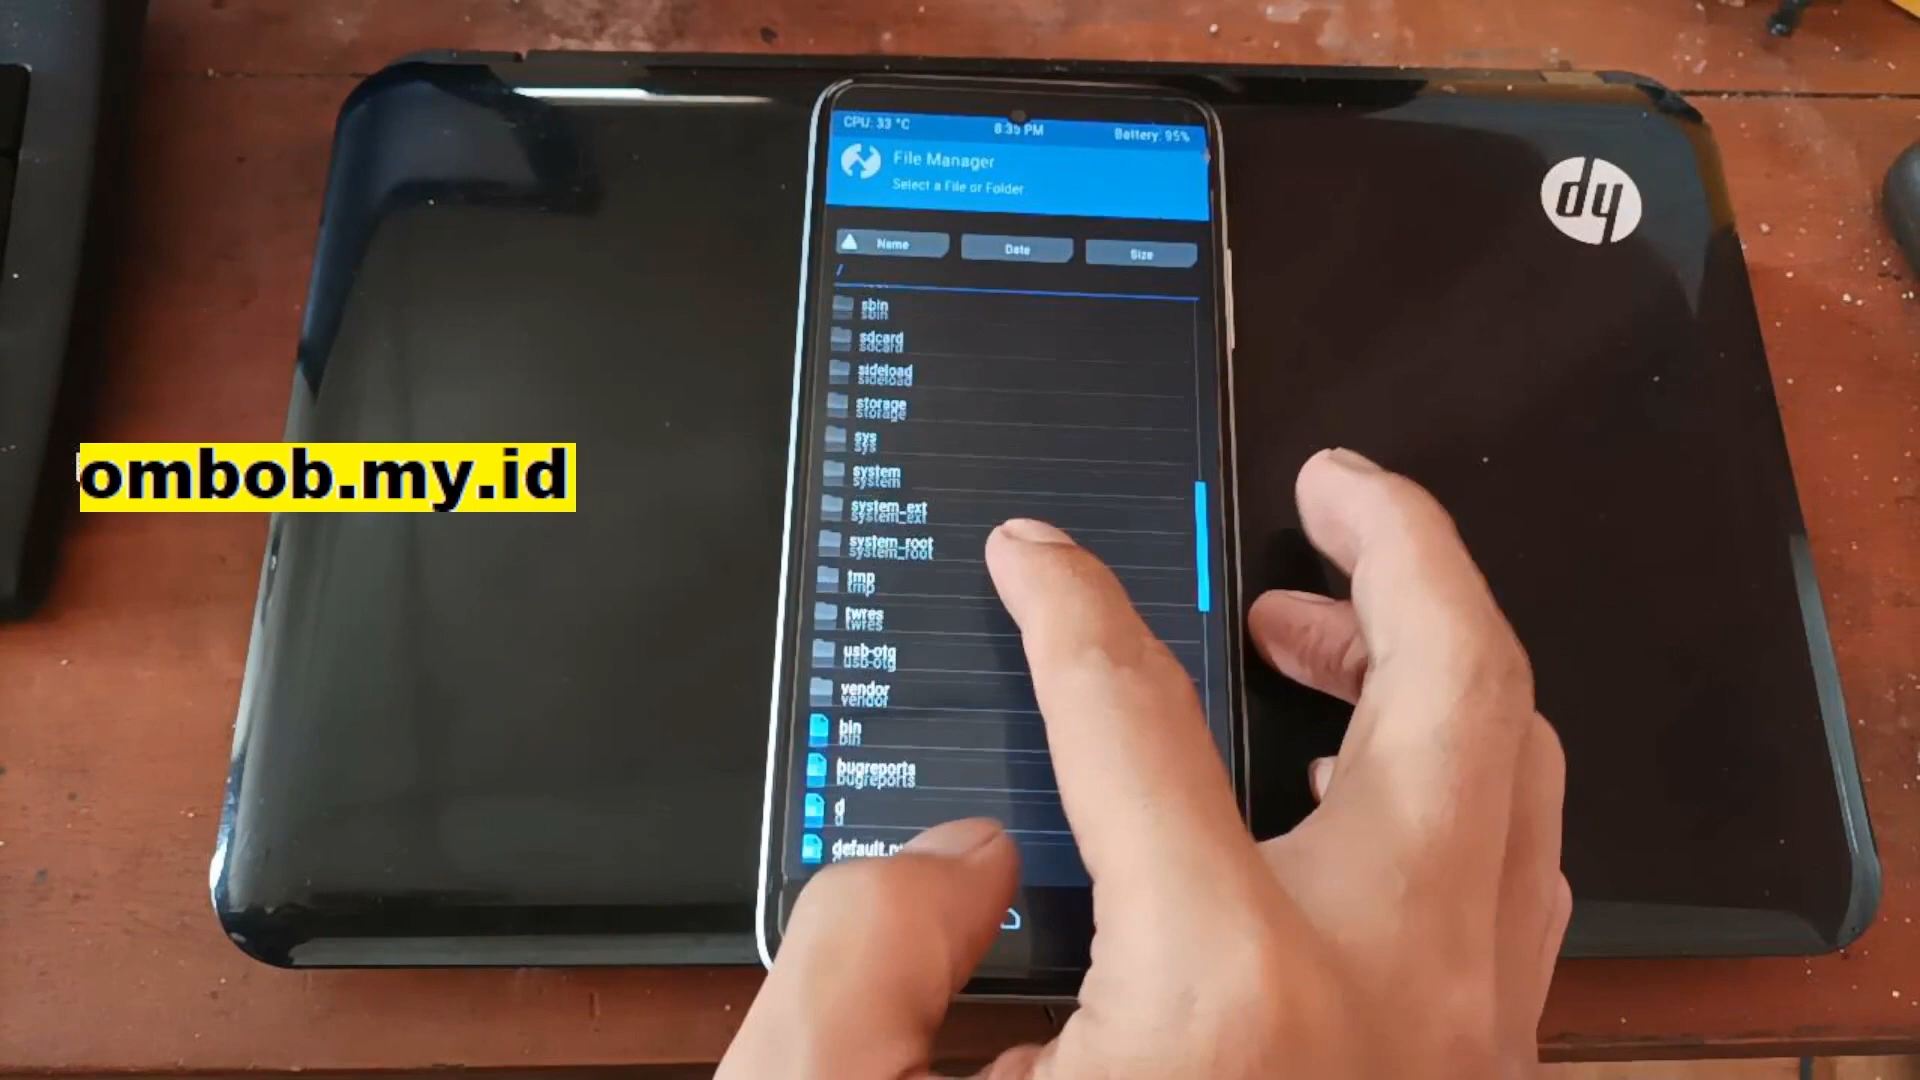 CPU: 33 °C
8:35 PM
Battery: 95%
File Manager
Select a File or Folder
Name
Date
Size
/
sbin
sdcard
sideload
storage
sys
system
system_ext
system_root
tmp
twres
usb-otg
vendor
bin
bugreports
d
hp
ombob.my.id